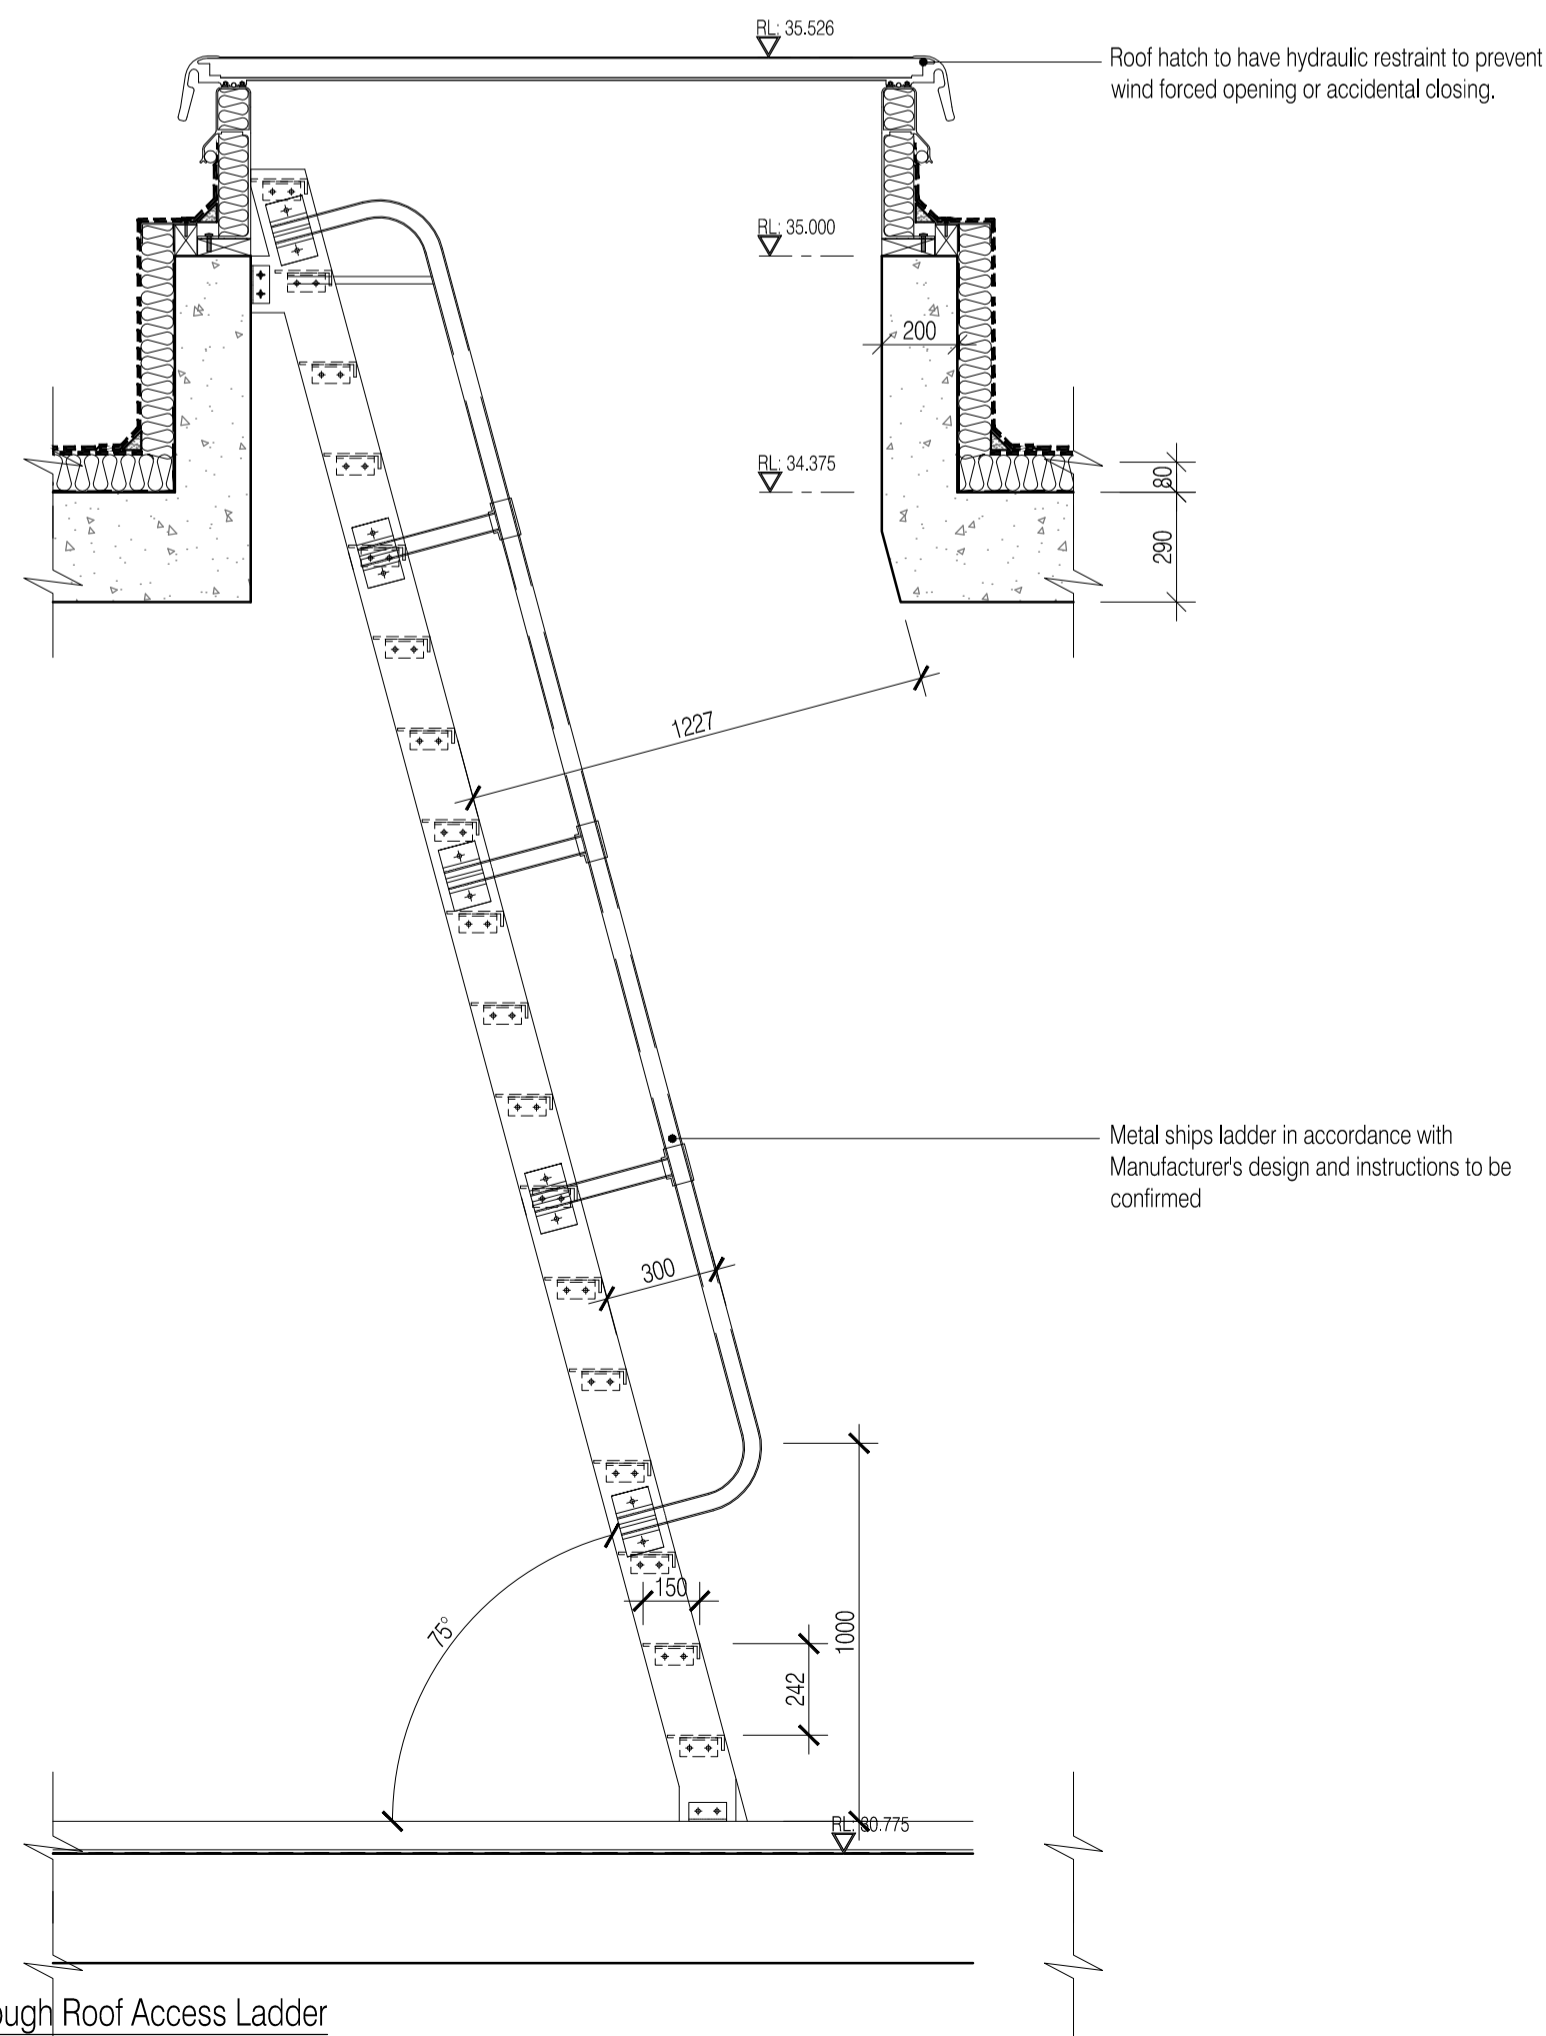 RL: 35.526
Roof hatch to have hydraulic restraint to prevent
wind forced opening or accidental closing.
RL: 35.000
200
RL: 34.375
80
290
1227
Metal ships ladder in accordance with
Manufacturer's design and instructions to be
confirmed
300
150
75°
1000
242
RL: 30.775
Roof Access Ladder